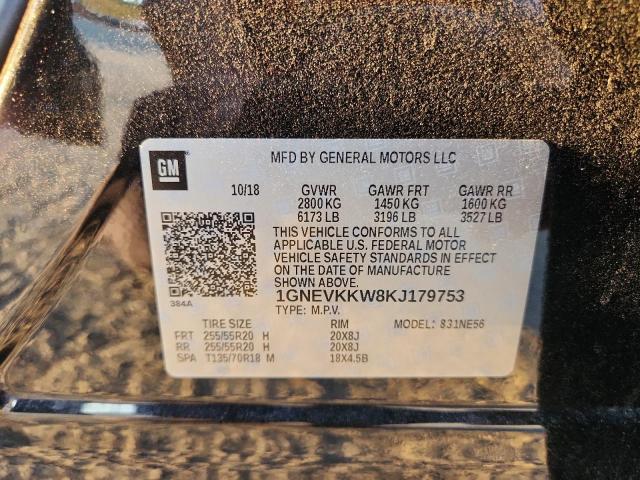 GM
MFD BY GENERAL MOTORS LLC
10/18 GVWR GAWR FRT GAWR RR
2800 KG 1450 KG 1600 KG
6173 LB 3196 LB 3527 LB
THIS VEHICLE CONFORMS TO ALL
APPLICABLE U.S. FEDERAL MOTOR
VEHICLE SAFETY STANDARDS IN EFFECT
ON THE DATE OF MANUFACTURE
SHOWN ABOVE.
384A
1GNEVKKW8KJ179753
TYPE: M.P.V.
TIRE SIZE RIM MODEL: 831NE56
FRT 255/55R20 H 20X8J
RR 255/55R20 H 20X8J
SPA T135/70R18 M 18X4.5B